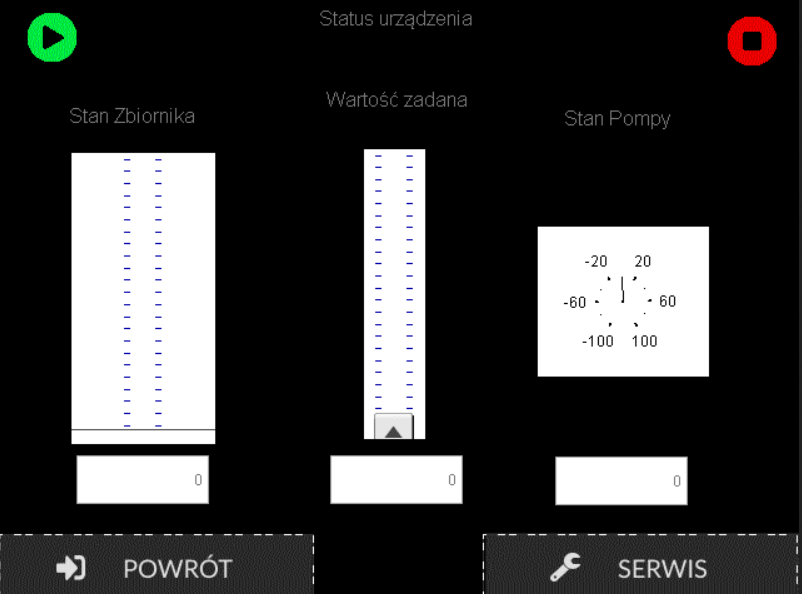 Status urządzenia
Stan Zbiornika
Wartość zadana
Stan Pompy
-20 20
-60 60
-100 100
0
0
0
POWRÓT
SERWIS